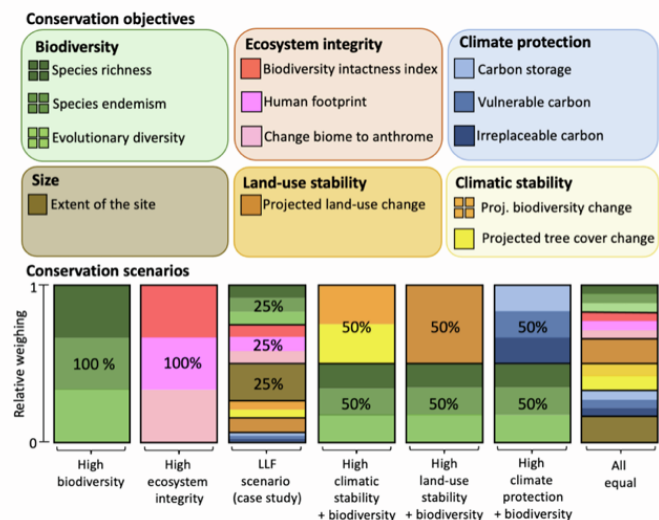 Conservation objectives
Biodiversity
Species richness
Species endemism
Evolutionary diversity
Ecosystem integrity
Biodiversity intactness index
Human footprint
Change biome to anthrome
Climate protection
Carbon storage
Vulnerable carbon
Irreplaceable carbon
Size
Extent of the site
Land-use stability
Projected land-use change
Climatic stability
Proj. biodiversity change
Projected tree cover change
Conservation scenarios
Relative weighing
1
0
100 %
High
biodiversity
100%
High
ecosystem
integrity
25%
25%
25%
LLF
scenario
(case study)
50%
50%
High
climatic
stability
+ biodiversity
50%
50%
High
land-use
stability
+ biodiversity
50%
50%
High
climate
protection
+ biodiversity
All
equal